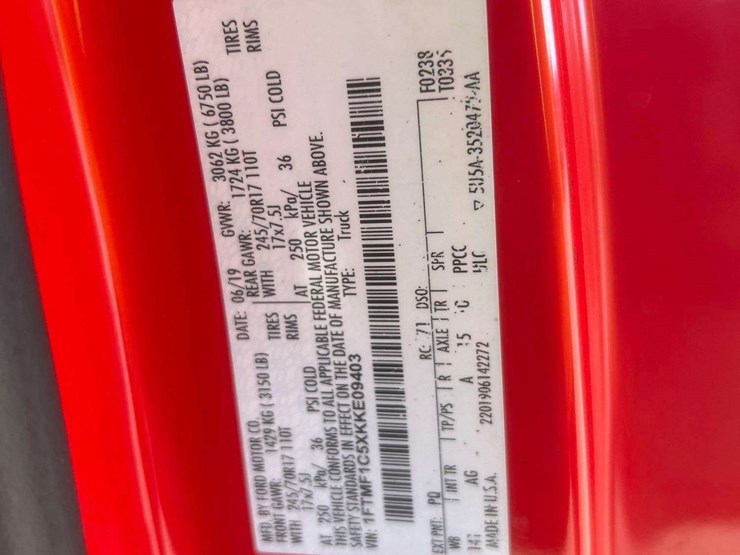 MFD. BY FORD MOTOR CO.
DATE: 06/19 GVWR: 3062 KG ( 6750 LB)
FRONT GAWR: 1429 KG ( 3150 LB) REAR GAWR: 1724 KG ( 3800 LB)
WITH 245/70R17 110T TIRES WITH 245/70R17 110T TIRES
17x7.5J RIMS 17x7.5J RIMS
AT 250 kPa/ 36 PSI COLD AT 250 kPa/ 36 PSI COLD
THIS VEHICLE CONFORMS TO ALL APPLICABLE FEDERAL MOTOR VEHICLE
SAFETY STANDARDS IN EFFECT ON THE DATE OF MANUFACTURE SHOWN ABOVE.
VIN: 1FTMF1C5XKKE09403 TYPE: Truck
F0238
EXT PNT: PQ RC: 71 DSO: T0335
WB INT TR TP/PS R AXLE TR SPR
141 AG A 15 PPCC
2201906142272
MADE IN U.S.A.